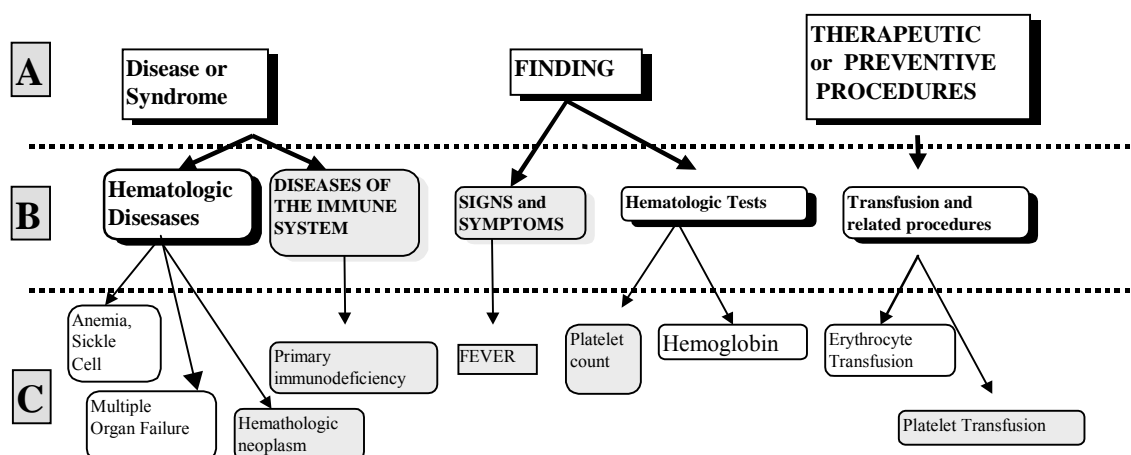 A
Disease or
Syndrome
FINDING
THERAPEUTIC
or PREVENTIVE
PROCEDURES
B
Hematologic
Disesases
DISEASES OF
THE IMMUNE
SYSTEM
SIGNS and
SYMPTOMS
Hematologic Tests
Transfusion and
related procedures
C
Anemia,
Sickle
Cell
Multiple
Organ Failure
Hemathologic
neoplasm
Primary
immunodeficiency
FEVER
Platelet
count
Hemoglobin
Erythrocyte
Transfusion
Platelet Transfusion